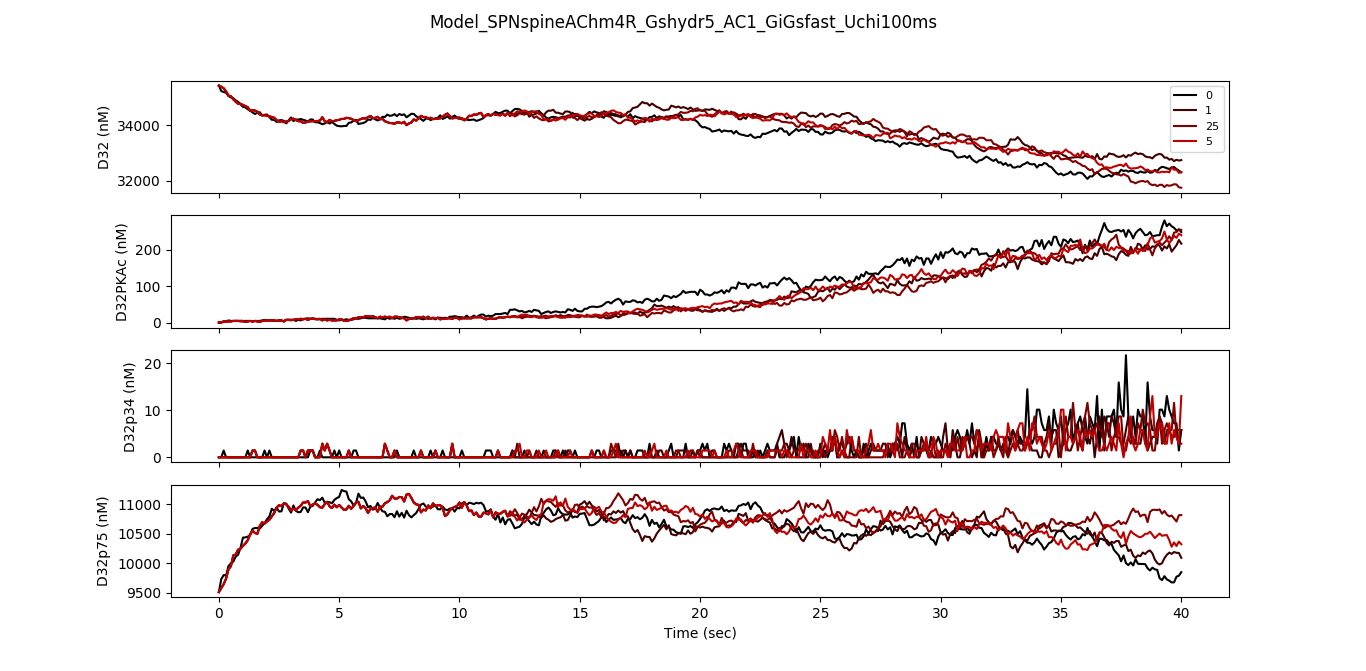 Model_SPNspineAChm4R_Gshydr5_AC1_GiGsfast_Uchi100ms
D32 (nM)
34000
32000
0
1
25
5
D32PKAc (nM)
200
100
0
D32p34 (nM)
20
10
0
D32p75 (nM)
11000
10500
10000
9500
0 5 10 15 20 25 30 35 40
Time (sec)